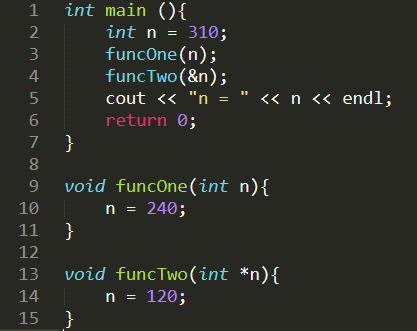 1 int main (){
2     int n = 310;
3     funcOne(n);
4     funcTwo(&n);
5     cout << "n = " << n << endl;
6     return 0;
7 }
8
9 void funcOne(int n){
10     n = 240;
11 }
12
13 void funcTwo(int *n){
14     n = 120;
15 }